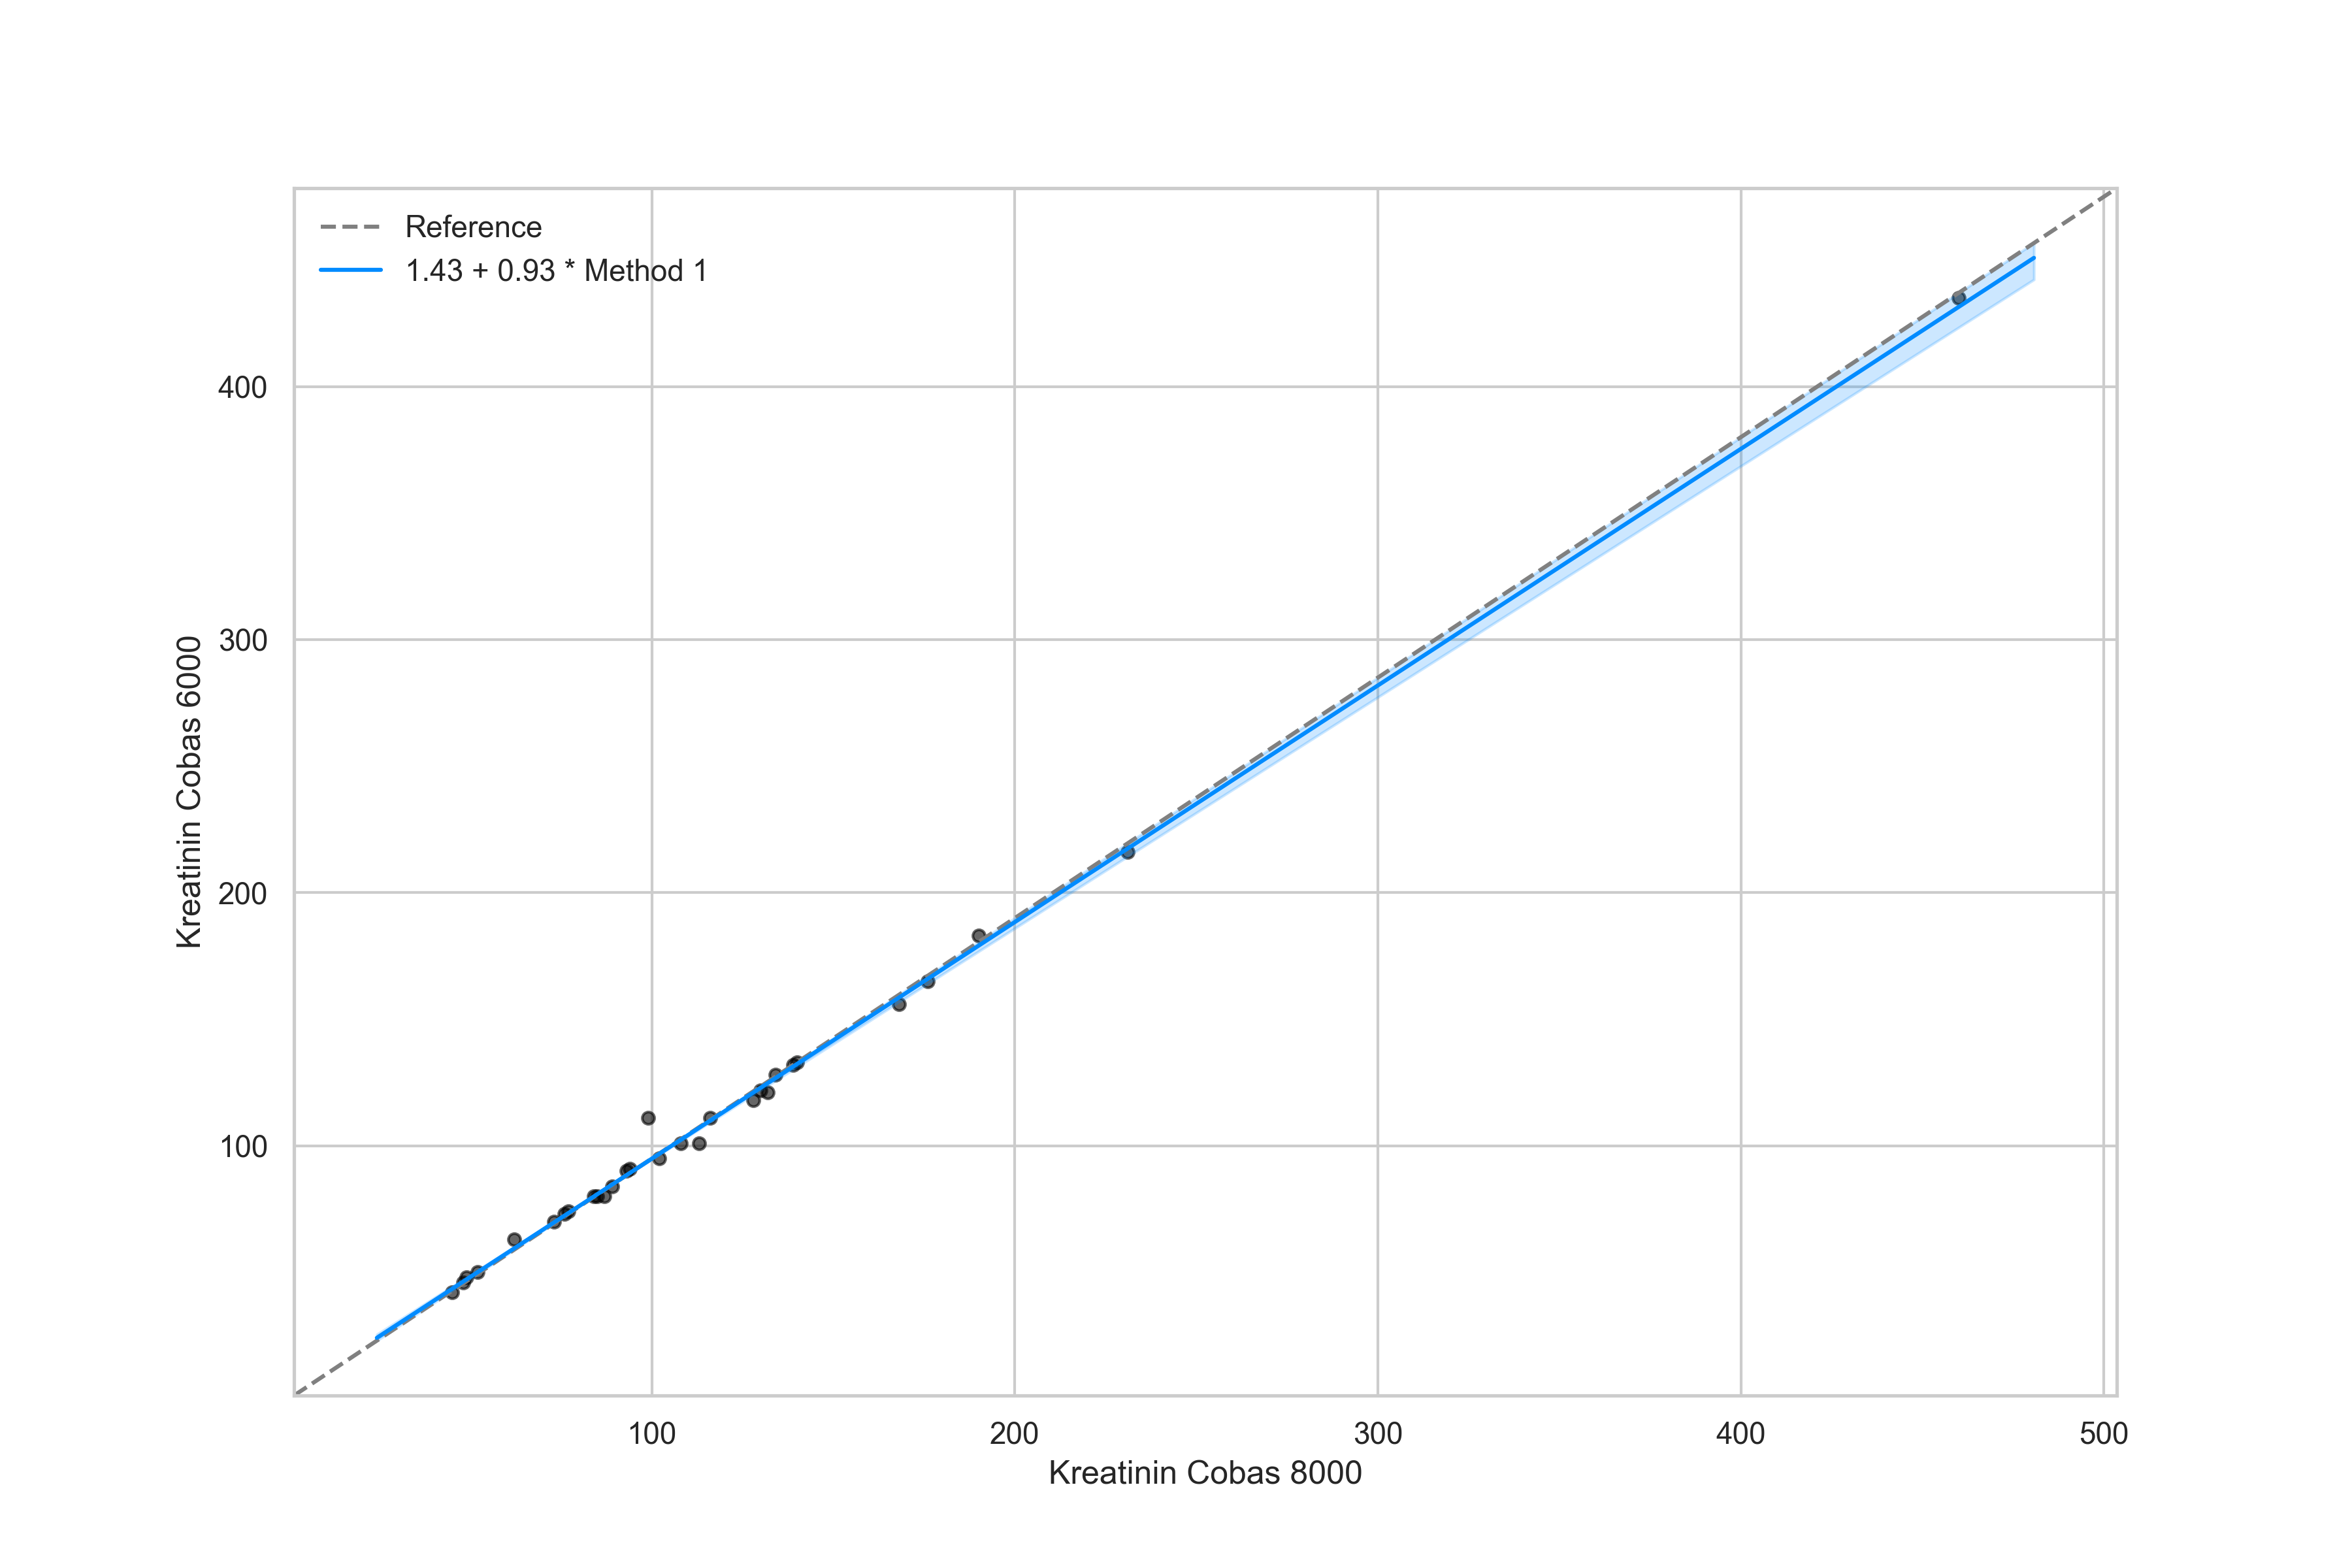 Reference
1.43 + 0.93 * Method 1
Kreatinin Cobas 6000
400
300
200
100
100 200 300 400 500
Kreatinin Cobas 8000